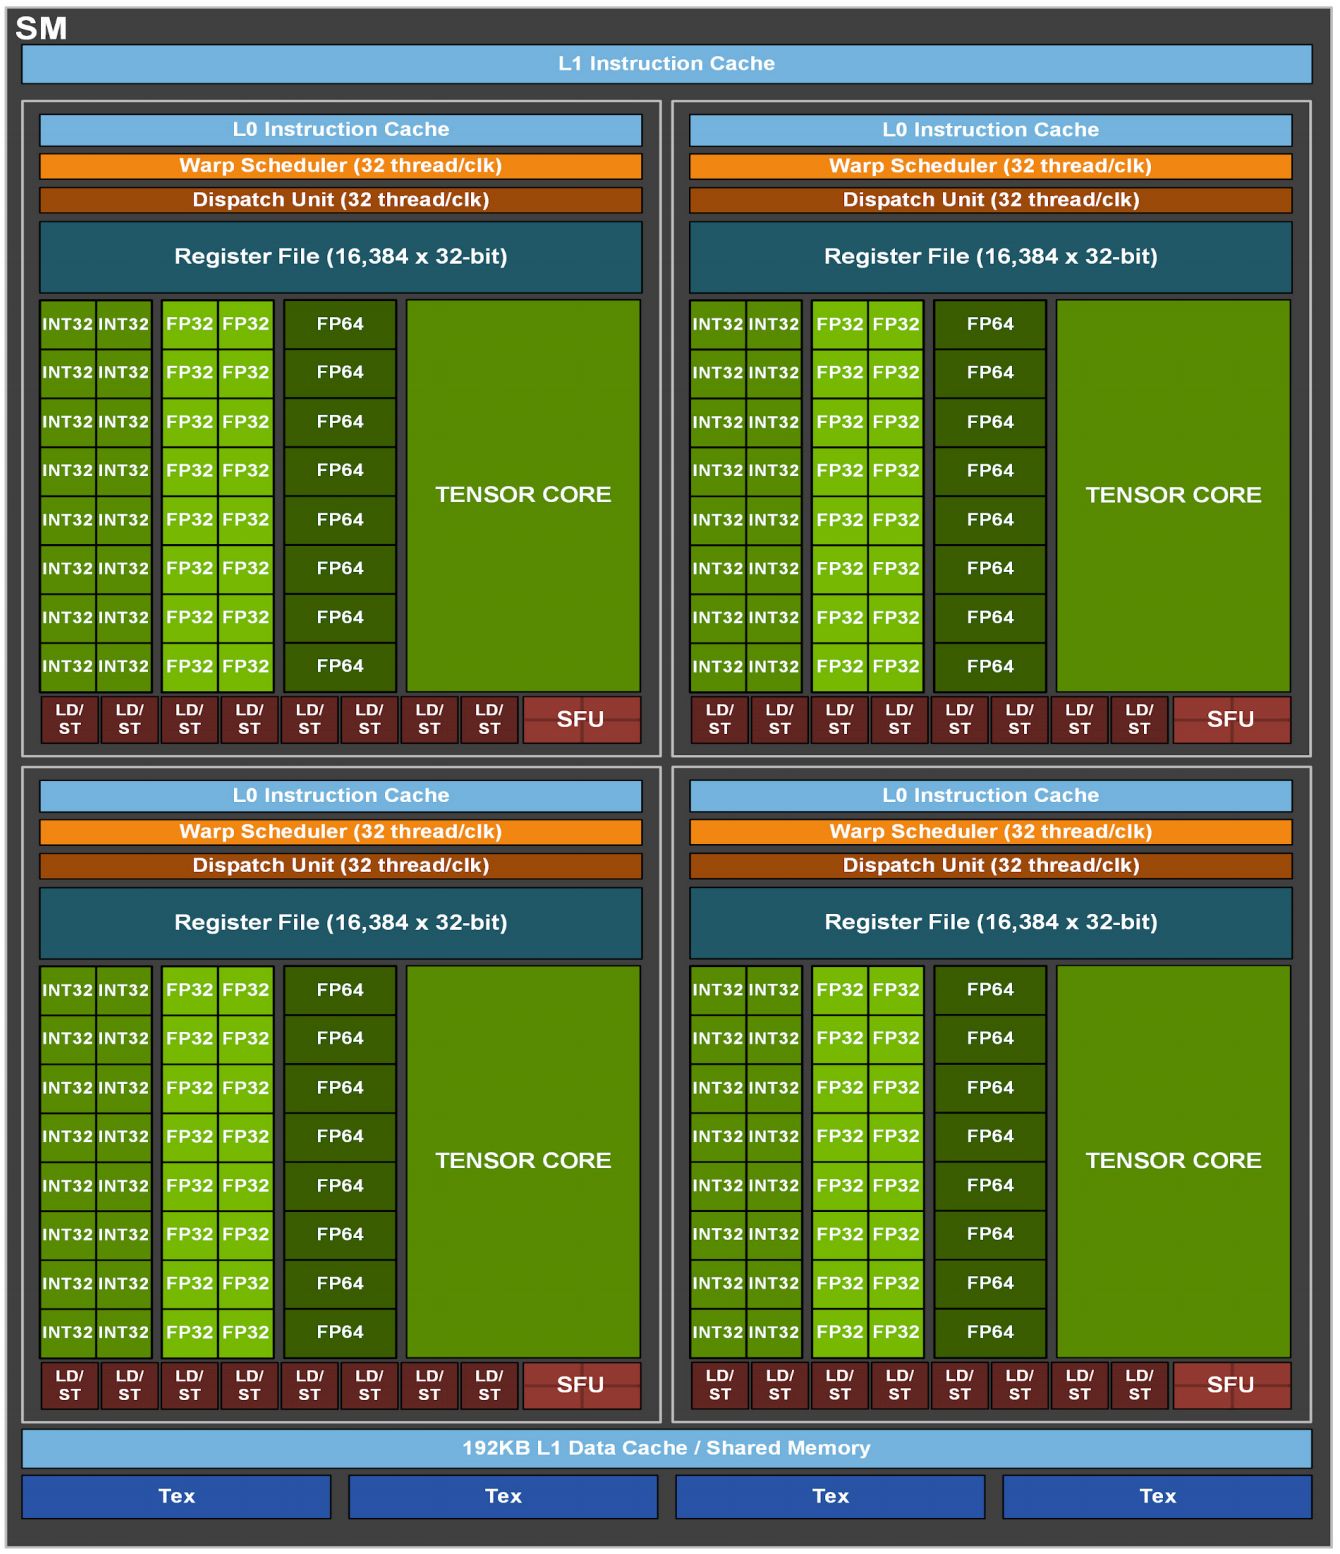 SM
L1 Instruction Cache
L0 Instruction Cache L0 Instruction Cache
Warp Scheduler (32 thread/clk) Warp Scheduler (32 thread/clk)
Dispatch Unit (32 thread/clk) Dispatch Unit (32 thread/clk)
Register File (16,384 x 32-bit) Register File (16,384 x 32-bit)
INT32 INT32 FP32 FP32 FP64 INT32 INT32 FP32 FP32 FP64
INT32 INT32 FP32 FP32 FP64 INT32 INT32 FP32 FP32 FP64
INT32 INT32 FP32 FP32 FP64 INT32 INT32 FP32 FP32 FP64
INT32 INT32 FP32 FP32 FP64 INT32 INT32 FP32 FP32 FP64
TENSOR CORE TENSOR CORE
INT32 INT32 FP32 FP32 FP64 INT32 INT32 FP32 FP32 FP64
INT32 INT32 FP32 FP32 FP64 INT32 INT32 FP32 FP32 FP64
INT32 INT32 FP32 FP32 FP64 INT32 INT32 FP32 FP32 FP64
INT32 INT32 FP32 FP32 FP64 INT32 INT32 FP32 FP32 FP64
LD/ LD/ LD/ LD/ LD/ LD/ LD/ LD/ SFU LD/ LD/ LD/ LD/ LD/ LD/ LD/ LD/ SFU
ST ST ST ST ST ST ST ST ST ST ST ST ST ST ST ST
L0 Instruction Cache L0 Instruction Cache
Warp Scheduler (32 thread/clk) Warp Scheduler (32 thread/clk)
Dispatch Unit (32 thread/clk) Dispatch Unit (32 thread/clk)
Register File (16,384 x 32-bit) Register File (16,384 x 32-bit)
INT32 INT32 FP32 FP32 FP64 INT32 INT32 FP32 FP32 FP64
INT32 INT32 FP32 FP32 FP64 INT32 INT32 FP32 FP32 FP64
INT32 INT32 FP32 FP32 FP64 INT32 INT32 FP32 FP32 FP64
INT32 INT32 FP32 FP32 FP64 INT32 INT32 FP32 FP32 FP64
TENSOR CORE TENSOR CORE
INT32 INT32 FP32 FP32 FP64 INT32 INT32 FP32 FP32 FP64
INT32 INT32 FP32 FP32 FP64 INT32 INT32 FP32 FP32 FP64
INT32 INT32 FP32 FP32 FP64 INT32 INT32 FP32 FP32 FP64
INT32 INT32 FP32 FP32 FP64 INT32 INT32 FP32 FP32 FP64
LD/ LD/ LD/ LD/ LD/ LD/ LD/ LD/ SFU LD/ LD/ LD/ LD/ LD/ LD/ LD/ LD/ SFU
ST ST ST ST ST ST ST ST ST ST ST ST ST ST ST ST
192KB L1 Data Cache / Shared Memory
Tex Tex Tex Tex